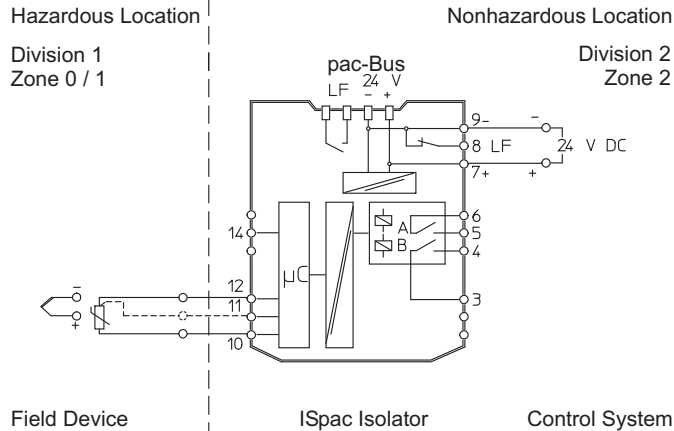 Hazardous Location
Nonhazardous Location
Division 1
Zone 0 / 1
Division 2
Zone 2
pac-Bus
24 V
LF - +
9-
-
8 LF
24 V DC
7+
+
6
A
5
14
B
4
µC
12
-
11
3
+
10
Field Device
ISpac Isolator
Control System